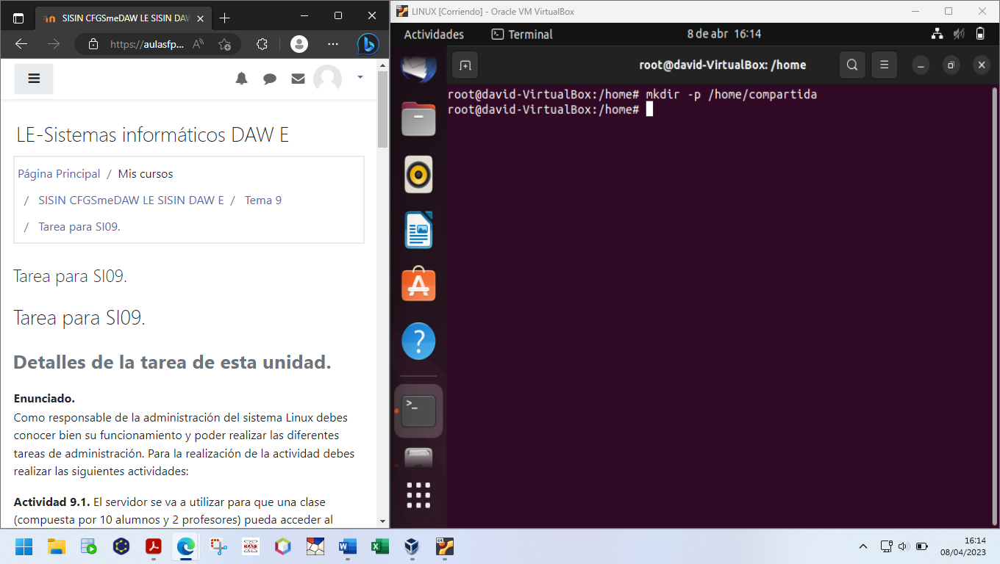 SISIN CFGSmeDAW LE SISIN DAW
https://aulasfp...
LE-Sistemas informáticos DAW E
Página Principal / Mis cursos
/ SISIN CFGSmeDAW LE SISIN DAW E / Tema 9
/ Tarea para SI09.
Tarea para SI09.
Tarea para SI09.
Detalles de la tarea de esta unidad.
Enunciado.
Como responsable de la administración del sistema Linux debes
conocer bien su funcionamiento y poder realizar las diferentes
tareas de administración. Para la realización de la actividad debes
realizar las siguientes actividades:
Actividad 9.1. El servidor se va a utilizar para que una clase
(compuesta por 10 alumnos y 2 profesores) pueda acceder al
LINUX [Corriendo] - Oracle VM VirtualBox
Actividades
Terminal
8 de abr 16:14
root@david-VirtualBox: /home
root@david-VirtualBox:/home# mkdir -p /home/compartida
root@david-VirtualBox:/home#
16:14
08/04/2023